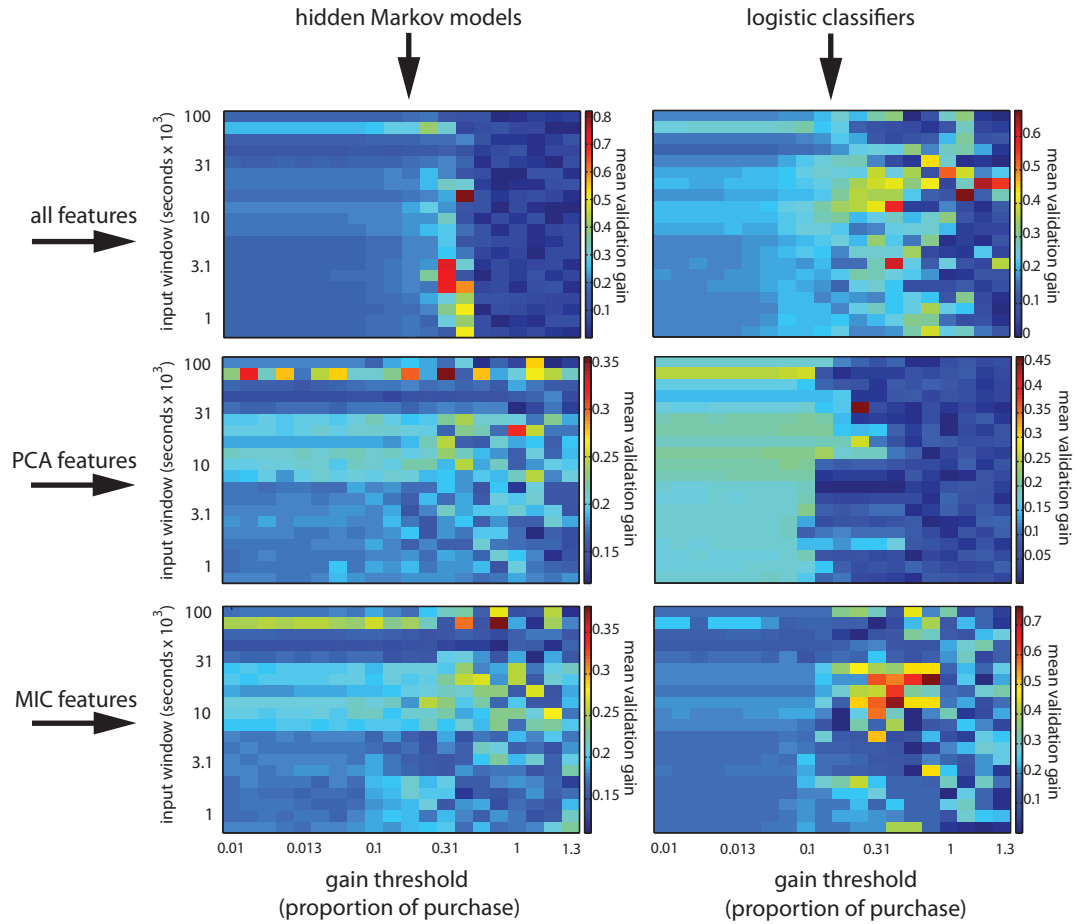 hidden Markov models
logistic classifiers
all features
input window (seconds x 10³)
100
31
10
3.1
1
0.8
0.7
0.6
0.5
0.4
0.3
0.2
0.1
mean validation gain
0.6
0.5
0.4
0.3
0.2
0.1
0
mean validation gain
PCA features
input window (seconds x 10³)
100
31
10
3.1
1
0.35
0.3
0.25
0.2
0.15
mean validation gain
0.45
0.4
0.35
0.3
0.25
0.2
0.15
0.1
0.05
mean validation gain
MIC features
input window (seconds x 10³)
100
31
10
3.1
1
0.35
0.3
0.25
0.2
0.15
mean validation gain
0.7
0.6
0.5
0.4
0.3
0.2
0.1
mean validation gain
0.01 0.013 0.1 0.31 1 1.3
0.01 0.013 0.1 0.31 1 1.3
gain threshold
(proportion of purchase)
gain threshold
(proportion of purchase)